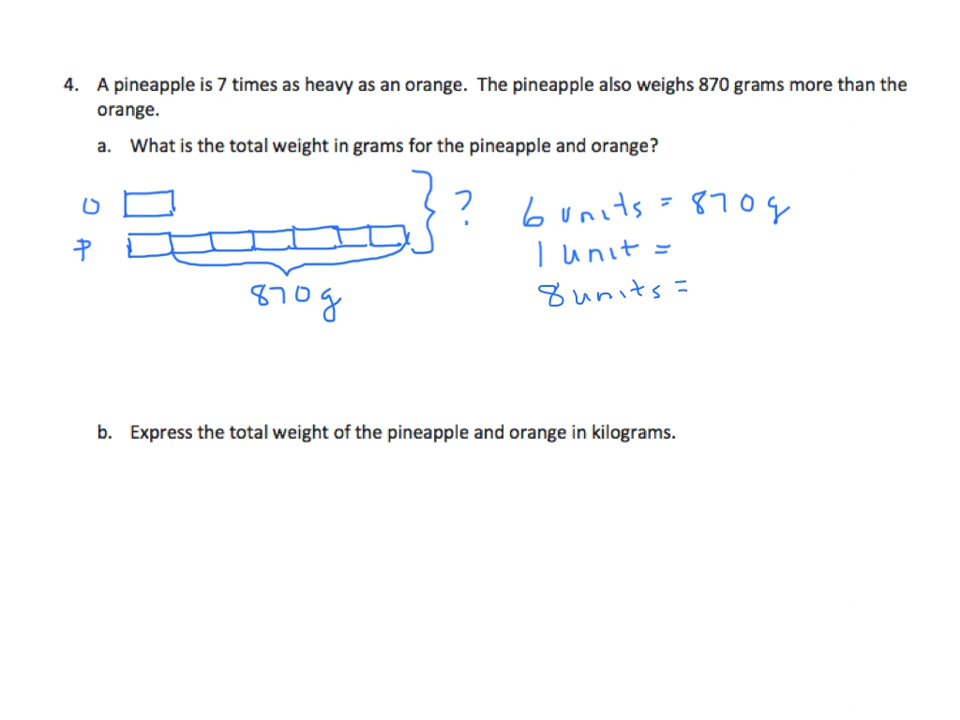 4. A pineapple is 7 times as heavy as an orange. The pineapple also weighs 870 grams more than the
orange.
a. What is the total weight in grams for the pineapple and orange?
O
P
?
870 g
6 units = 870 g
1 unit =
8 units =
b. Express the total weight of the pineapple and orange in kilograms.